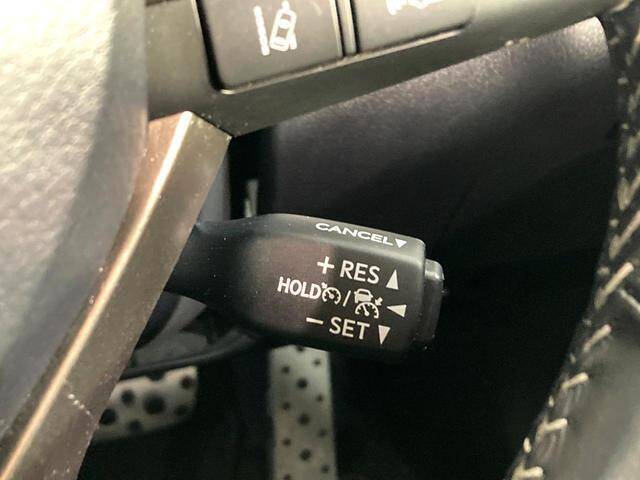 CANCEL▼
+ RES ▲
HOLD / ◀
− SET ▼